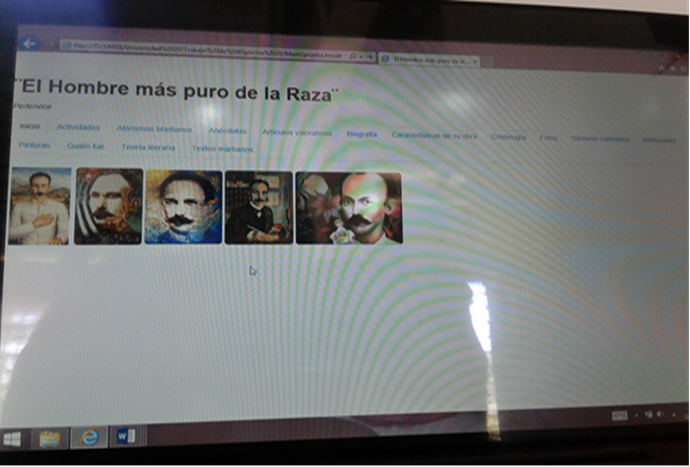 ¨El Hombre más puro de la Raza¨
Pertenece
Inicio Actividades Aforismos Martianos Anécdotas Artículos valorativos Biografía Características de su obra Cronología Fotos
Pinturas Quién fue Teoría literaria Textos martianos